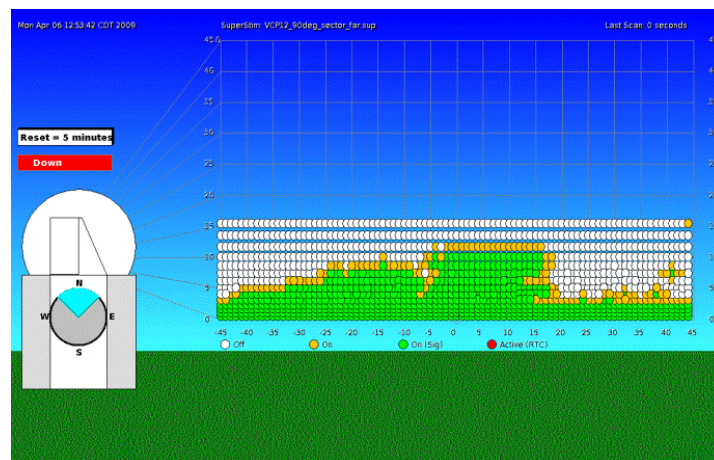 Mon Apr 06 12:53:42 CDT 2009 SuperStim: VCP12_90deg_sector_far.sup Last Scan: 0 seconds
45.0
40
35
30
Reset = 5 minutes
25
Down
20
15
10
N
5
W E
0
S
-45 -40 -35 -30 -25 -20 -15 -10 -5 0 5 10 15 20 25 30 35 40 45
Off On On (Sig) Active (RTC)